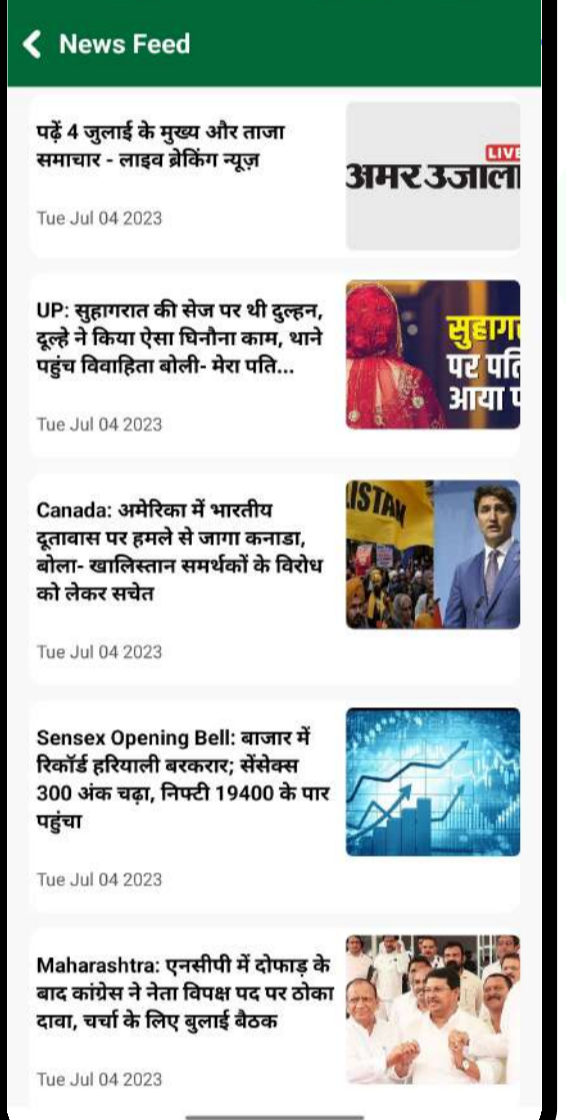 News Feed
पढ़ें 4 जुलाई के मुख्य और ताजा
समाचार - लाइव ब्रेकिंग न्यूज़
Tue Jul 04 2023
LIVE
अमर उजाला
UP: सुहागरात की सेज पर थी दुल्हन,
दूल्हे ने किया ऐसा घिनौना काम, थाने
पहुंच विवाहिता बोली- मेरा पति...
Tue Jul 04 2023
पर
आया
Canada: अमेरिका में भारतीय
दूतावास पर हमले से जागा कनाडा,
बोला- खालिस्तान समर्थकों के विरोध
को लेकर सचेत
Tue Jul 04 2023
ISTAN
Sensex Opening Bell: बाजार में
रिकॉर्ड हरियाली बरकरार; सेंसेक्स
300 अंक चढ़ा, निफ्टी 19400 के पार
पहुंचा
Tue Jul 04 2023
Maharashtra: एनसीपी में दोफाड़ के
बाद कांग्रेस ने नेता विपक्ष पद पर ठोका
दावा, चर्चा के लिए बुलाई बैठक
Tue Jul 04 2023